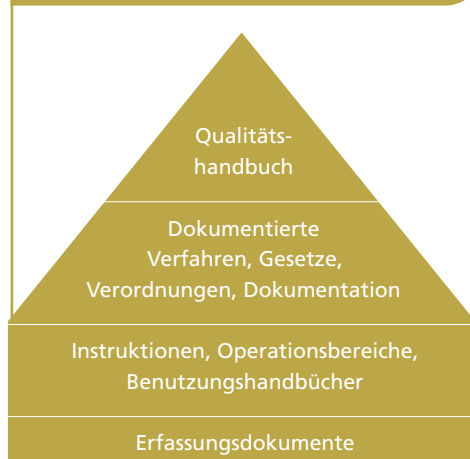 Qualitäts-
handbuch
Dokumentierte
Verfahren, Gesetze,
Verordnungen, Dokumentation
Instruktionen, Operationsbereiche,
Benutzungshandbücher
Erfassungsdokumente